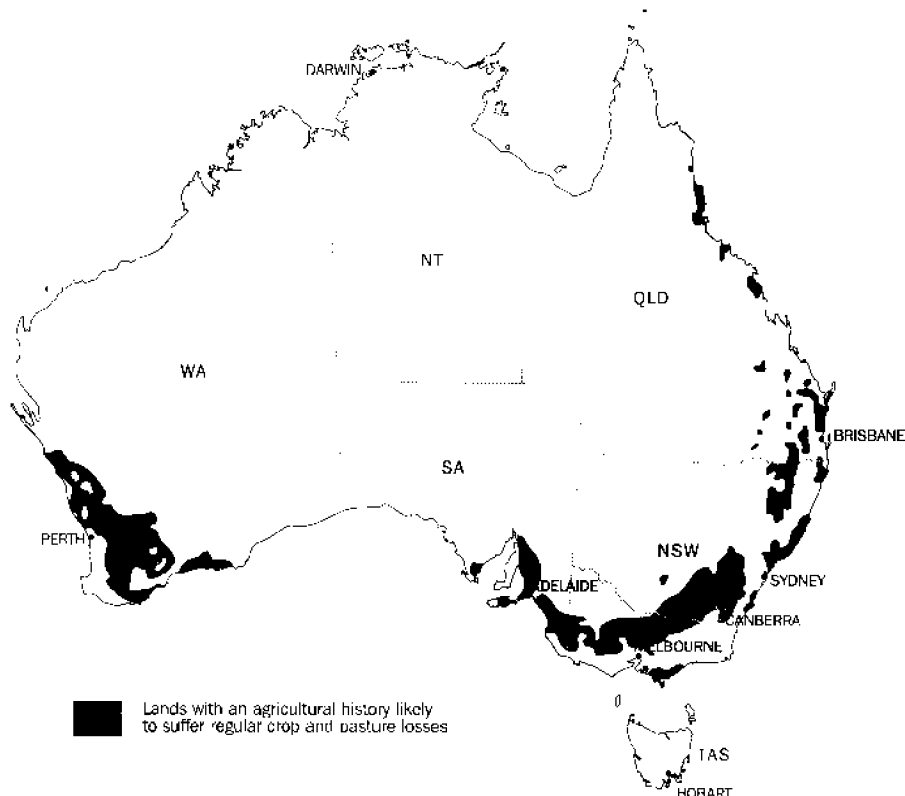 DARWIN
NT
QLD
WA
BRISBANE
SA
PERTH
NSW
SYDNEY
DELAIDE
CANBERRA
ELBOURNE
Lands with an agricultural history likely
to suffer regular crop and pasture losses
TAS
HOBART